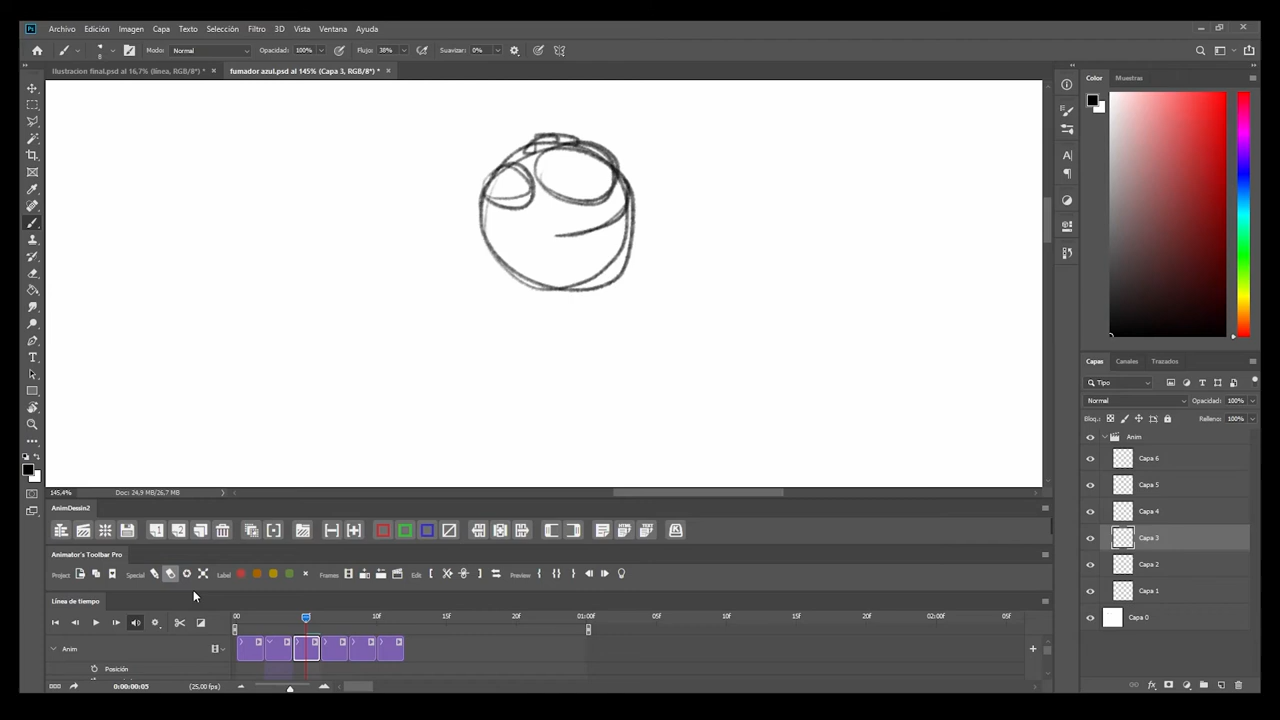 Ps Archivo Edición Imagen Capa Texto Selección Filtro 3D Vista Ventana Ayuda
8 Modo: Normal Opacidad: 100% Flujo: 38% Suavizar: 0%
ilustracion final.psd al 16,7% (linea, RGB/8*) * × fumador azul.psd al 145% (Capa 3, RGB/8*) * ×
Color Muestras
Capas Canales Trazados
Tipo
Normal Opacidad: 100%
Bloq.: Relleno: 100%
Anim
Capa 6
Capa 5
Capa 4
Capa 3
Capa 2
Capa 1
Capa 0
145,4% Doc: 24,9 MB/26,7 MB
AnimDessin2
Animator's Toolbar Pro
Project Special Label Frames Edit Preview
Línea de tiempo
00 05f 10f 15f 20f 01:00f 05f 10f 15f 20f 02:00f 05f
Anim
Posición
0:00:00:05 (25.00 fps)